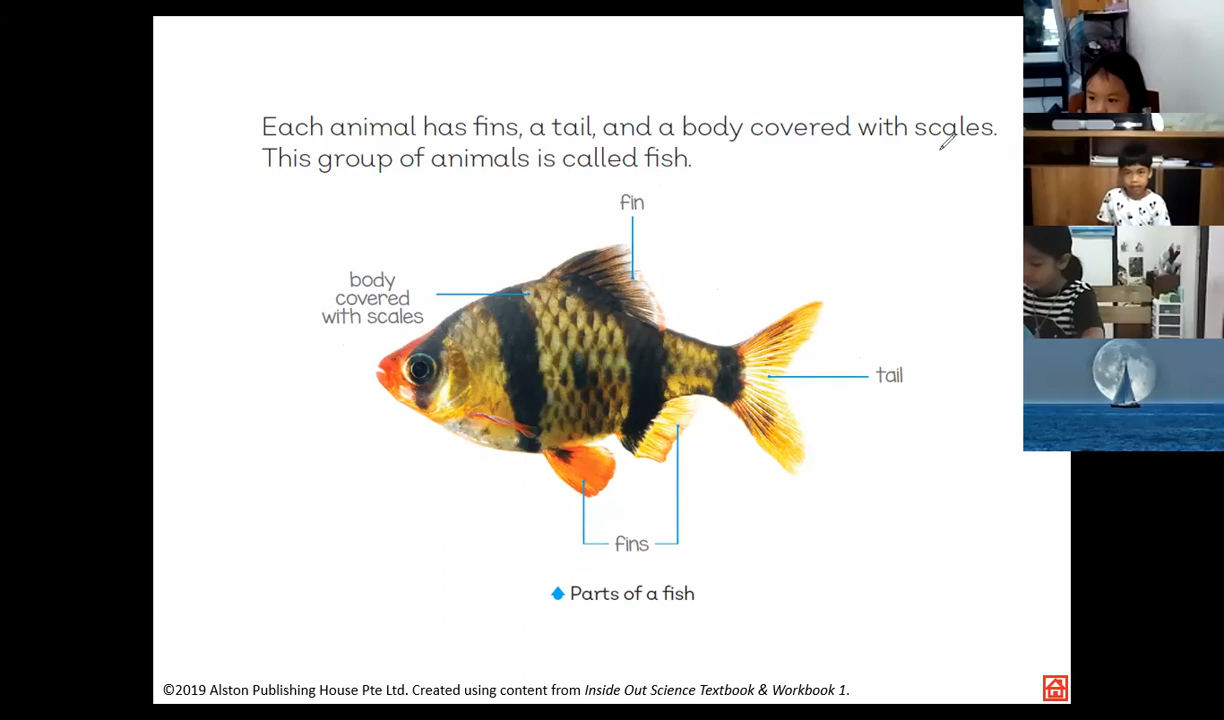 Each animal has fins, a tail, and a body covered with scales.
This group of animals is called fish.
fin
body
covered
with scales
tail
fins
Parts of a fish
©2019 Alston Publishing House Pte Ltd. Created using content from Inside Out Science Textbook & Workbook 1.